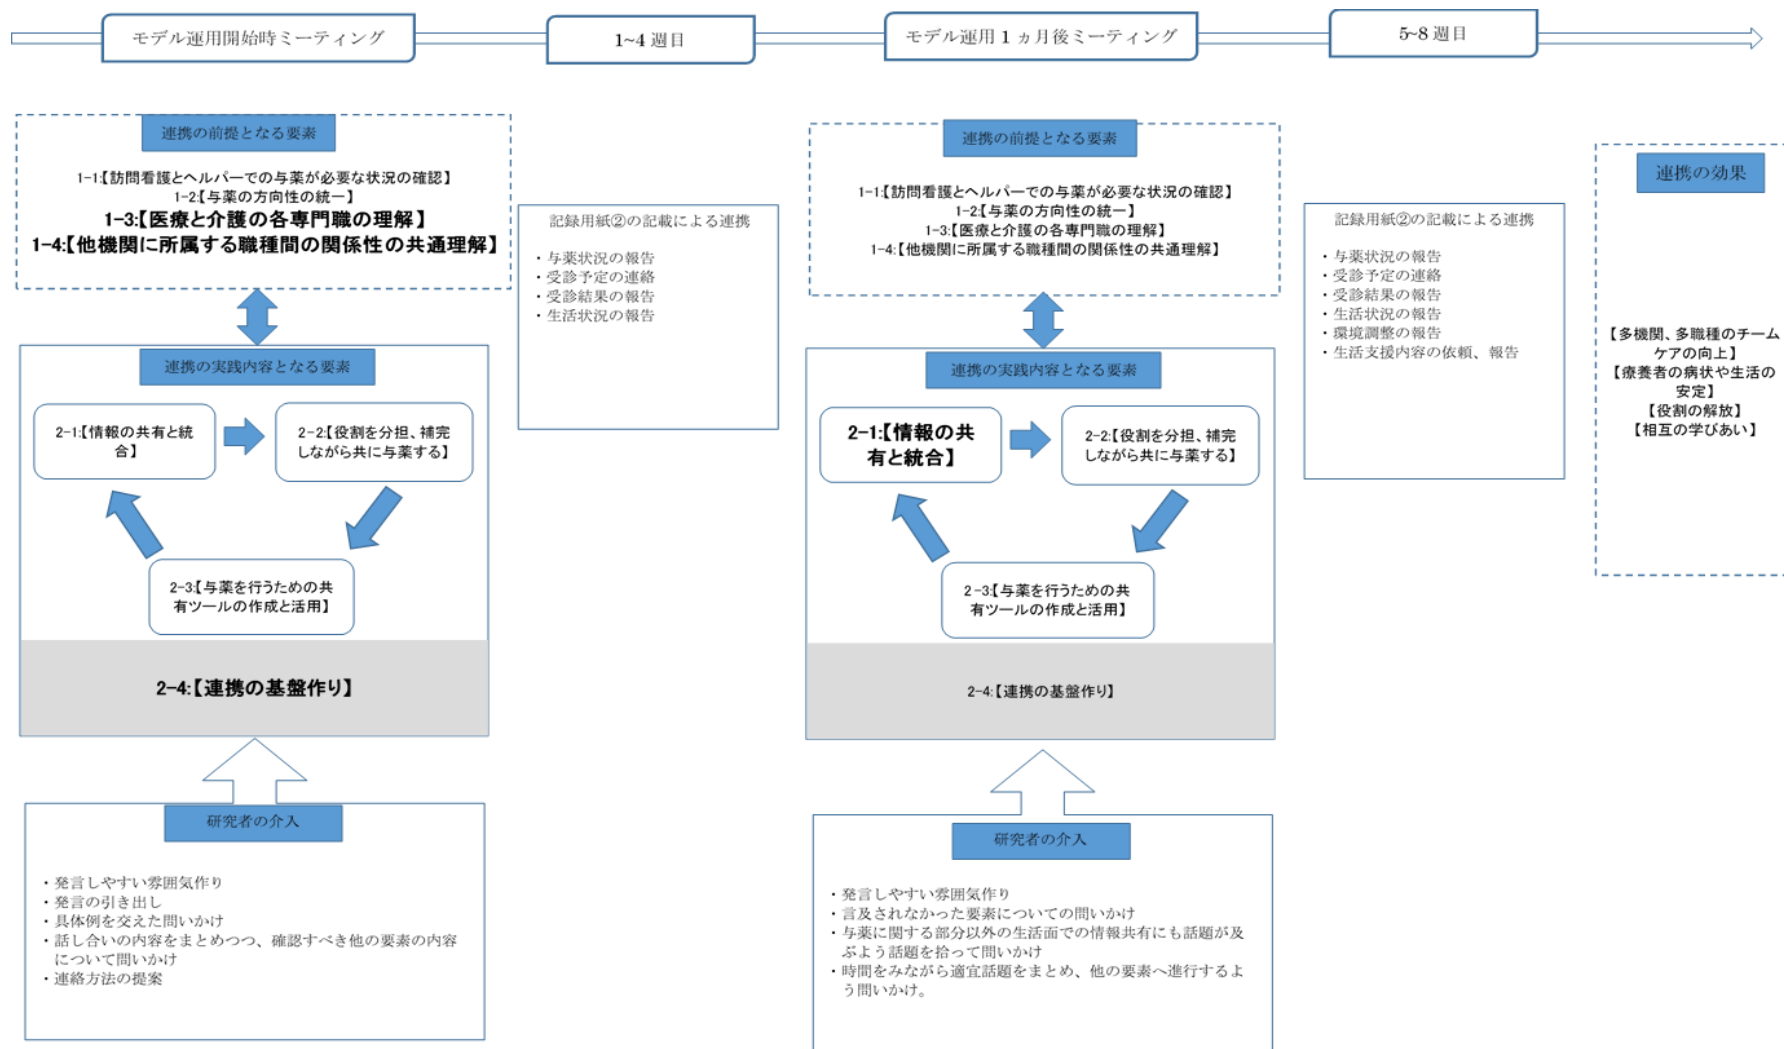 モデル運用開始時ミーティング
1~4 週目
モデル運用 1 ヵ月後ミーティング
5~8 週目
連携の前提となる要素
1-1:【訪問看護とヘルパーでの与薬が必要な状況の確認】
1-2:【与薬の方向性の統一】
1-3:【医療と介護の各専門職の理解】
1-4:【他機関に所属する職種間の関係性の共通理解】
連携の実践内容となる要素
2-1:【情報の共有と統
合】
2-2:【役割を分担、補完
しながら共に与薬する】
2-3:【与薬を行うための共
有ツールの作成と活用】
2-4:【連携の基盤作り】
研究者の介入
・発言しやすい雰囲気作り
・発言の引き出し
・具体例を交えた問いかけ
・話し合いの内容をまとめつつ、確認すべき他の要素の内容
について問いかけ
・連絡方法の提案
記録用紙②の記載による連携
・与薬状況の報告
・受診予定の連絡
・受診結果の報告
・生活状況の報告
連携の前提となる要素
1-1:【訪問看護とヘルパーでの与薬が必要な状況の確認】
1-2:【与薬の方向性の統一】
1-3:【医療と介護の各専門職の理解】
1-4:【他機関に所属する職種間の関係性の共通理解】
連携の実践内容となる要素
2-1:【情報の共
有と統合】
2-2:【役割を分担、補完
しながら共に与薬する】
2-3:【与薬を行うための共
有ツールの作成と活用】
2-4:【連携の基盤作り】
研究者の介入
・発言しやすい雰囲気作り
・言及されなかった要素についての問いかけ
・与薬に関する部分以外の生活面での情報共有にも話題が及
ぶよう話題を拾って問いかけ
・時間をみながら適宜話題をまとめ、他の要素へ進行するよ
う問いかけ。
記録用紙②の記載による連携
・与薬状況の報告
・受診予定の連絡
・受診結果の報告
・生活状況の報告
・環境調整の報告
・生活支援内容の依頼、報告
連携の効果
【多機関、多職種のチーム
ケアの向上】
【療養者の病状や生活の
安定】
【役割の解放】
【相互の学びあい】